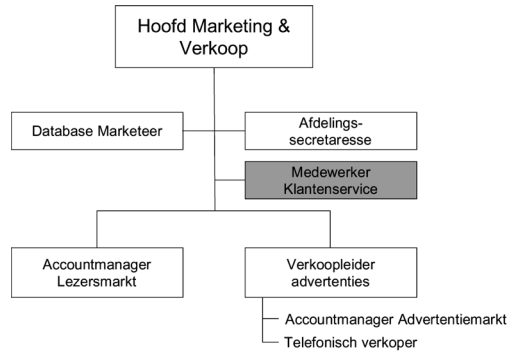 Hoofd Marketing &
Verkoop
Database Marketeer
Afdelings-
secretaresse
Medewerker
Klantenservice
Accountmanager
Lezersmarkt
Verkoopleider
advertenties
Accountmanager Advertentiemarkt
Telefonisch verkoper